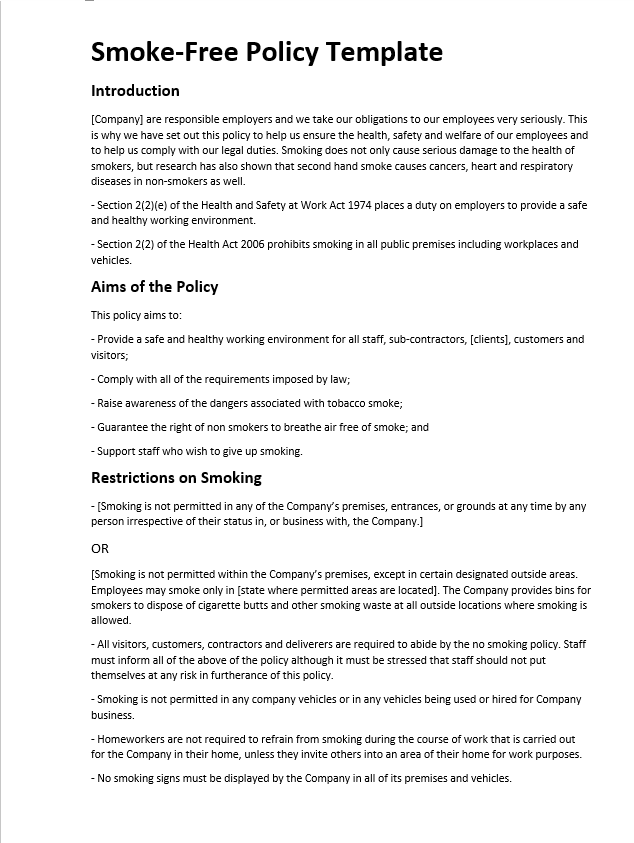 Smoke-Free Policy Template
Introduction
[Company] are responsible employers and we take our obligations to our employees very seriously. This
is why we have set out this policy to help us ensure the health, safety and welfare of our employees and
to help us comply with our legal duties. Smoking does not only cause serious damage to the health of
smokers, but research has also shown that second hand smoke causes cancers, heart and respiratory
diseases in non-smokers as well.
- Section 2(2)(e) of the Health and Safety at Work Act 1974 places a duty on employers to provide a safe
and healthy working environment.
- Section 2(2) of the Health Act 2006 prohibits smoking in all public premises including workplaces and
vehicles.
Aims of the Policy
This policy aims to:
- Provide a safe and healthy working environment for all staff, sub-contractors, [clients], customers and
visitors;
- Comply with all of the requirements imposed by law;
- Raise awareness of the dangers associated with tobacco smoke;
- Guarantee the right of non smokers to breathe air free of smoke; and
- Support staff who wish to give up smoking.
Restrictions on Smoking
- [Smoking is not permitted in any of the Company's premises, entrances, or grounds at any time by any
person irrespective of their status in, or business with, the Company.]
OR
[Smoking is not permitted within the Company's premises, except in certain designated outside areas.
Employees may smoke only in [state where permitted areas are located]. The Company provides bins for
smokers to dispose of cigarette butts and other smoking waste at all outside locations where smoking is
allowed.
- All visitors, customers, contractors and deliverers are required to abide by the no smoking policy. Staff
must inform all of the above of the policy although it must be stressed that staff should not put
themselves at any risk in furtherance of this policy.
- Smoking is not permitted in any company vehicles or in any vehicles being used or hired for Company
business.
- Homeworkers are not required to refrain from smoking during the course of work that is carried out
for the Company in their home, unless they invite others into an area of their home for work purposes.
- No smoking signs must be displayed by the Company in all of its premises and vehicles.